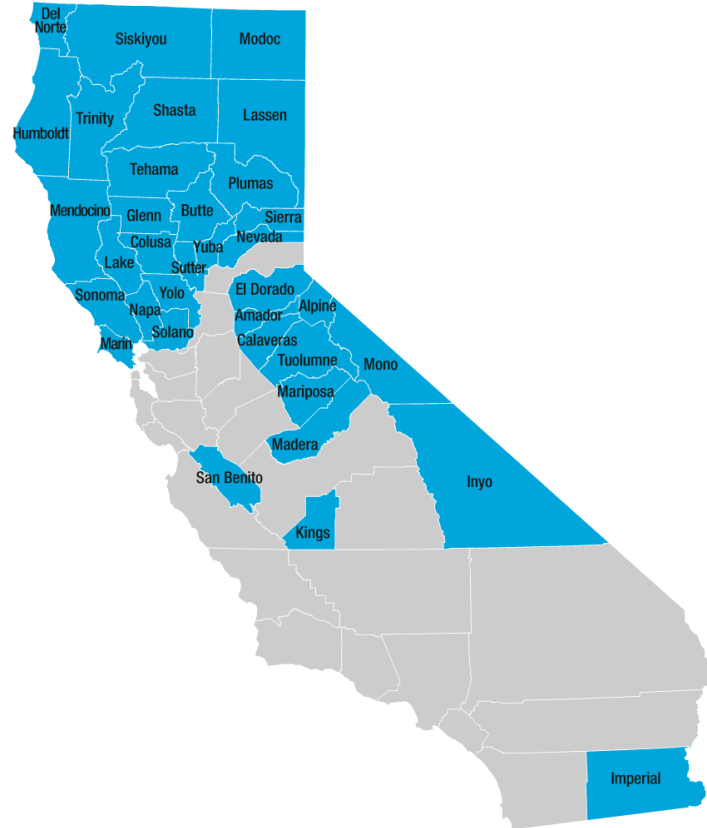 Del
Norte
Siskiyou
Modoc
Humboldt
Trinity
Shasta
Lassen
Tehama
Plumas
Mendocino
Glenn
Butte
Sierra
Colusa
Yuba
Nevada
Lake
Sutter
Sonoma
Napa
Yolo
El Dorado
Alpine
Amador
Marin
Solano
Calaveras
Tuolumne
Mono
Mariposa
Madera
San Benito
Inyo
Kings
Imperial